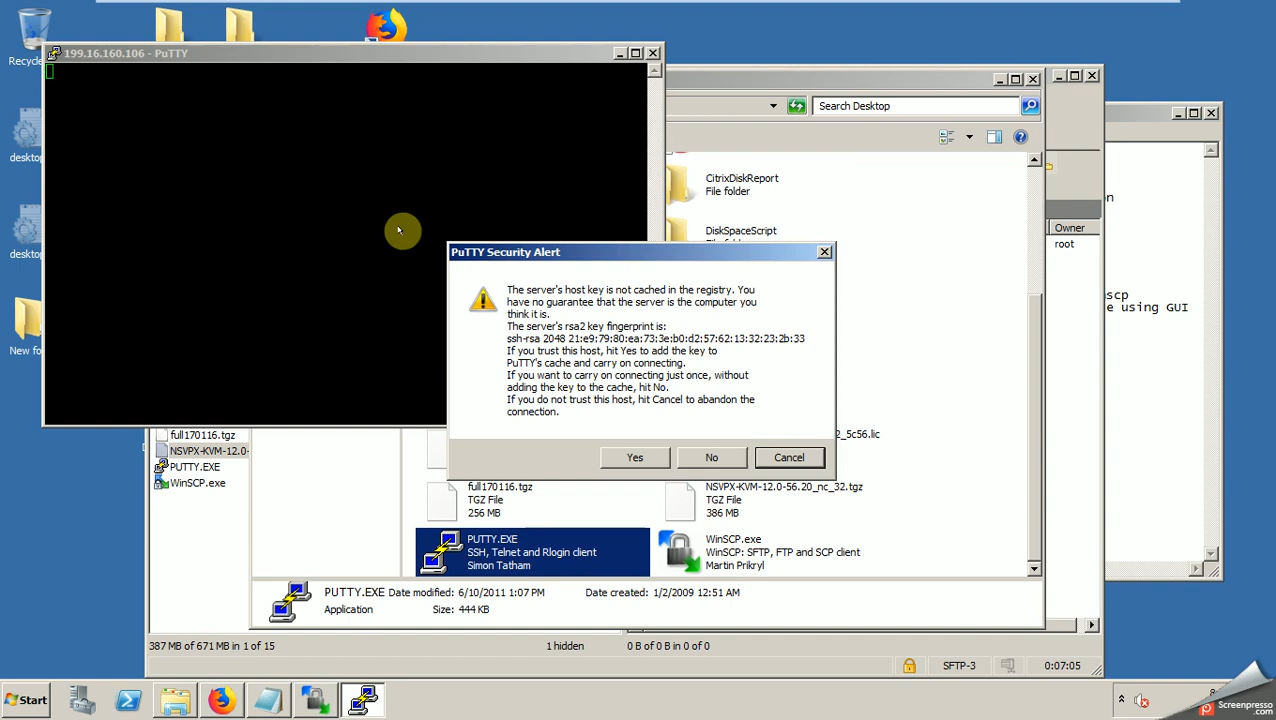 Recycle
desktop
desktop
New fo
199.16.160.106 - PuTTY
Search Desktop
CitrixDiskReport
File folder
DiskSpaceScript
n
Owner
root
nscp
e using GUI
PuTTY Security Alert
The server's host key is not cached in the registry. You
have no guarantee that the server is the computer you
think it is.
The server's rsa2 key fingerprint is:
ssh-rsa 2048 21:e9:79:80:ea:73:3e:b0:d2:57:62:13:32:23:2b:33
If you trust this host, hit Yes to add the key to
PuTTY's cache and carry on connecting.
If you want to carry on connecting just once, without
adding the key to the cache, hit No.
If you do not trust this host, hit Cancel to abandon the
connection.
Yes
No
Cancel
full170116.tgz
NSVPX-KVM-12.0-
PUTTY.EXE
WinSCP.exe
2_5c56.lic
full170116.tgz
TGZ File
256 MB
NSVPX-KVM-12.0-56.20_nc_32.tgz
TGZ File
386 MB
PUTTY.EXE
SSH, Telnet and Rlogin client
Simon Tatham
WinSCP.exe
WinSCP: SFTP, FTP and SCP client
Martin Prikryl
PUTTY.EXE Date modified: 6/10/2011 1:07 PM
Date created: 1/2/2009 12:51 AM
Application
Size: 444 KB
387 MB of 671 MB in 1 of 15
1 hidden
0 B of 0 B in 0 of 0
SFTP-3
0:07:05
Start
Screenpresso
.com